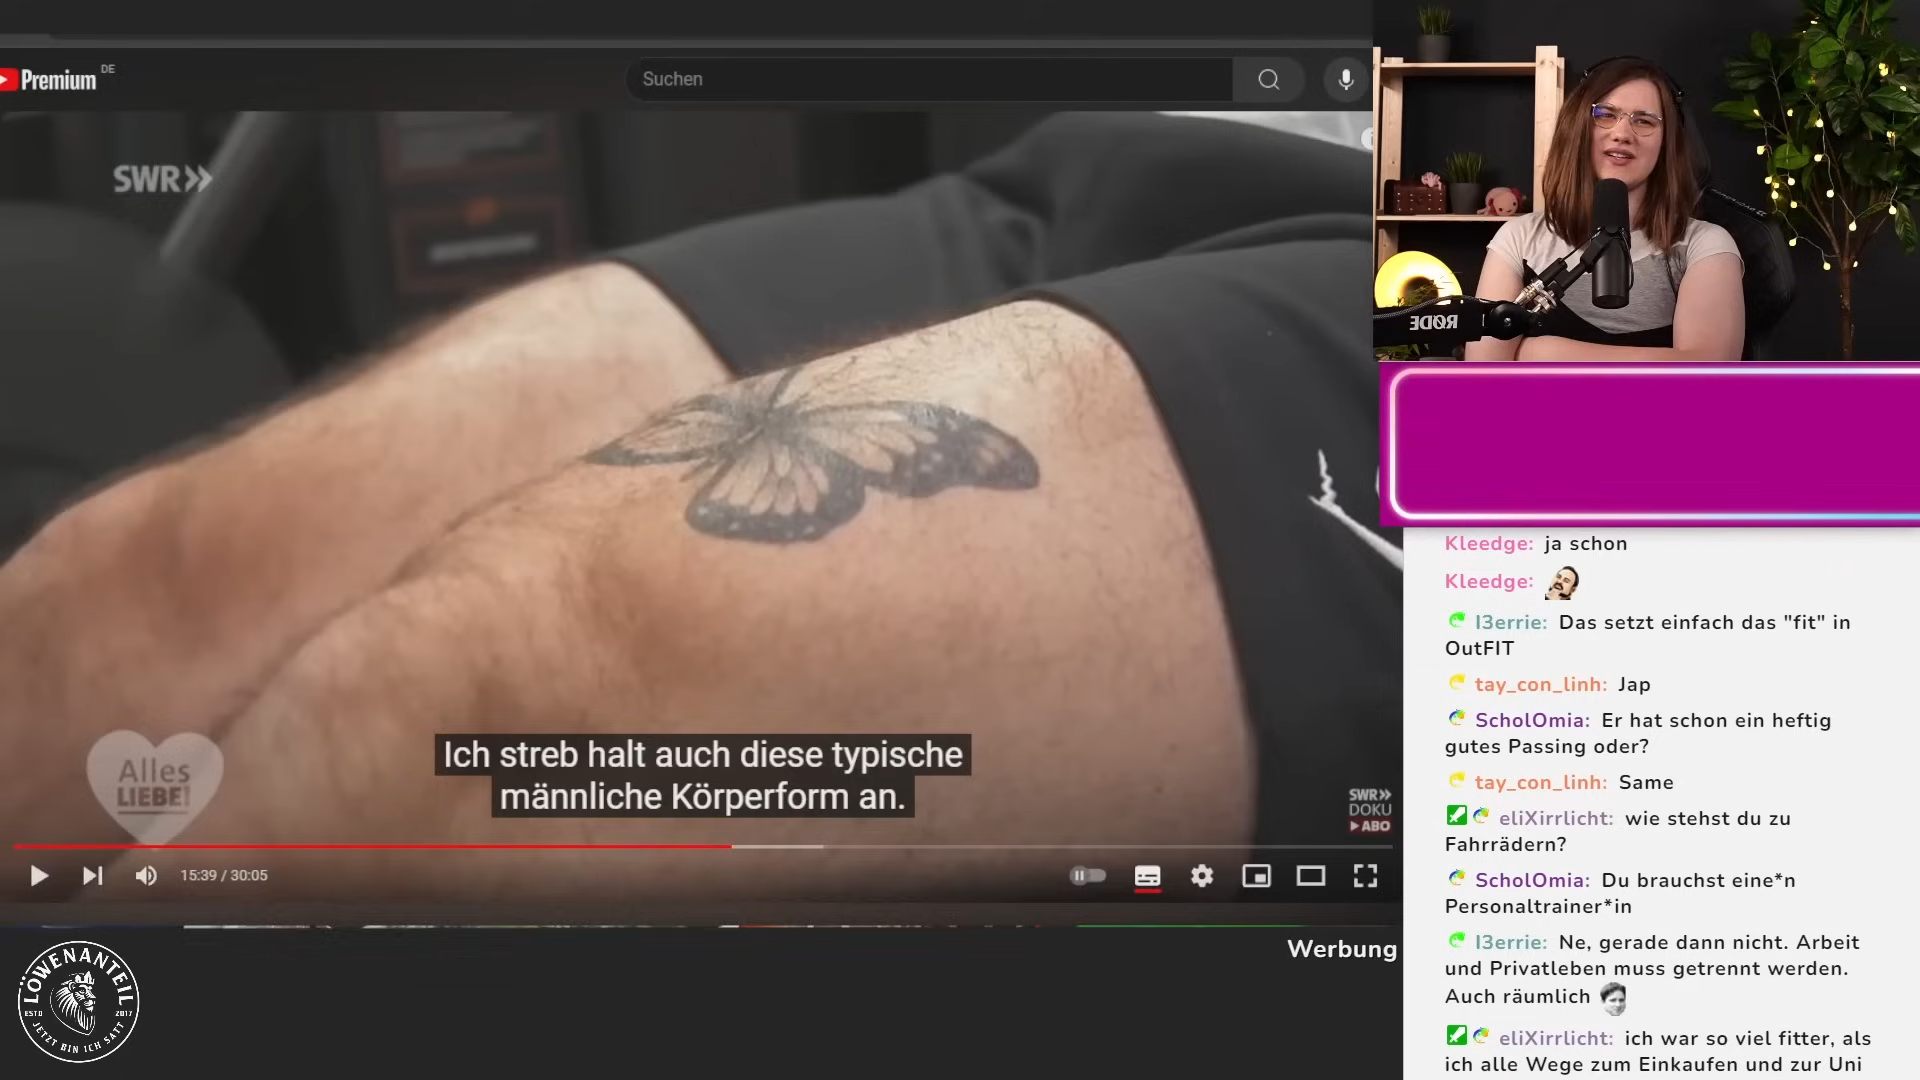 Premium DE
Suchen
SWR
Ich streb halt auch diese typische
männliche Körperform an.
Alles
LIEBE!
SWR
DOKU
ABO
15:39 / 30:05
Werbung
LÖWENANTEIL
ESTD 2017
JETZT BIN ICH SATT
RØDE
Kleedge: ja schon
Kleedge:
l3errie: Das setzt einfach das "fit" in
OutFIT
tay_con_linh: Jap
ScholOmia: Er hat schon ein heftig
gutes Passing oder?
tay_con_linh: Same
eliXirrlicht: wie stehst du zu
Fahrrädern?
ScholOmia: Du brauchst eine*n
Personaltrainer*in
l3errie: Ne, gerade dann nicht. Arbeit
und Privatleben muss getrennt werden.
Auch räumlich
eliXirrlicht: ich war so viel fitter, als
ich alle Wege zum Einkaufen und zur Uni